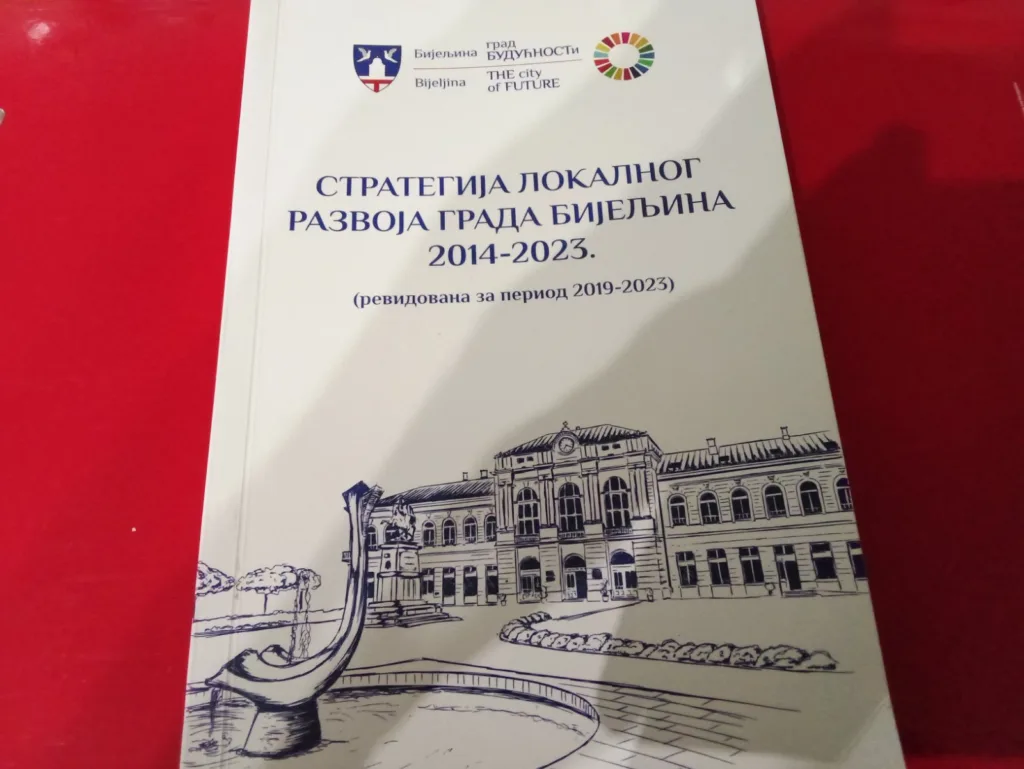 Бијељина град БУДУЋНОСТи
Bijeljina THE city of FUTURE
СТРАТЕГИЈА ЛОКАЛНОГ
РАЗВОЈА ГРАДА БИЈЕЉИНА
2014-2023.
(ревидована за период 2019-2023)